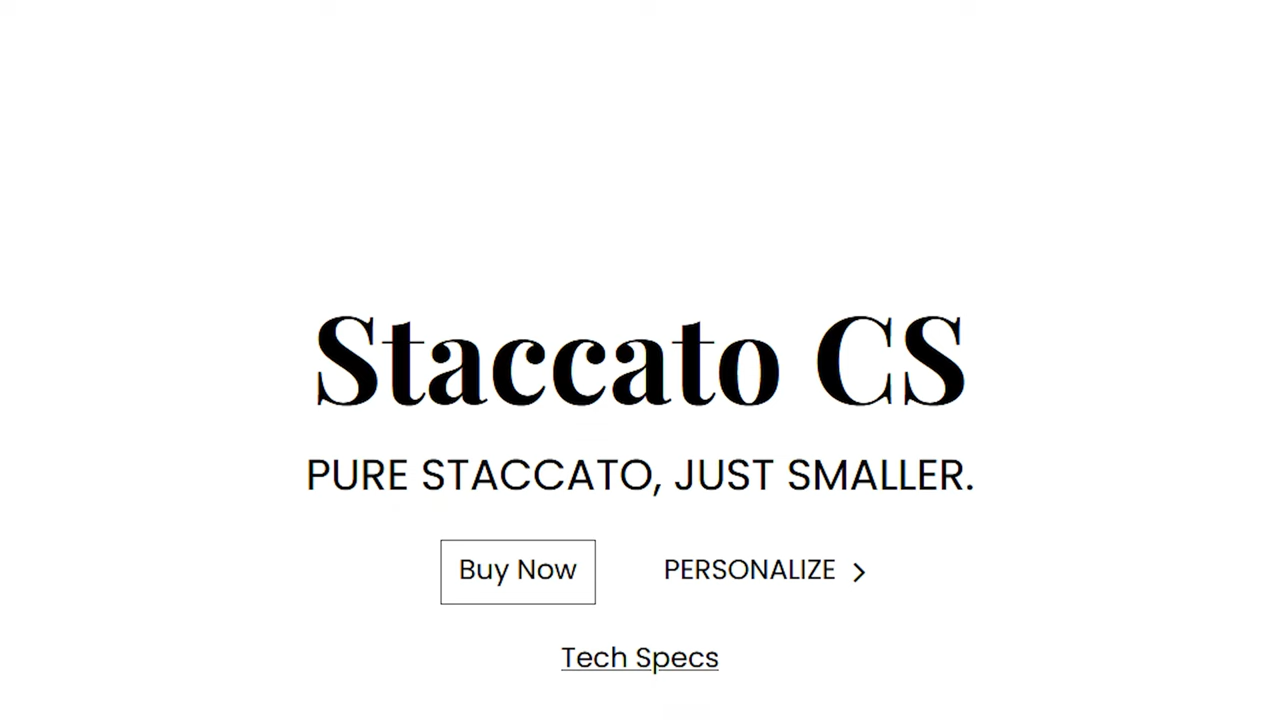 Staccato CS
PURE STACCATO, JUST SMALLER.
Buy Now
PERSONALIZE
Tech Specs